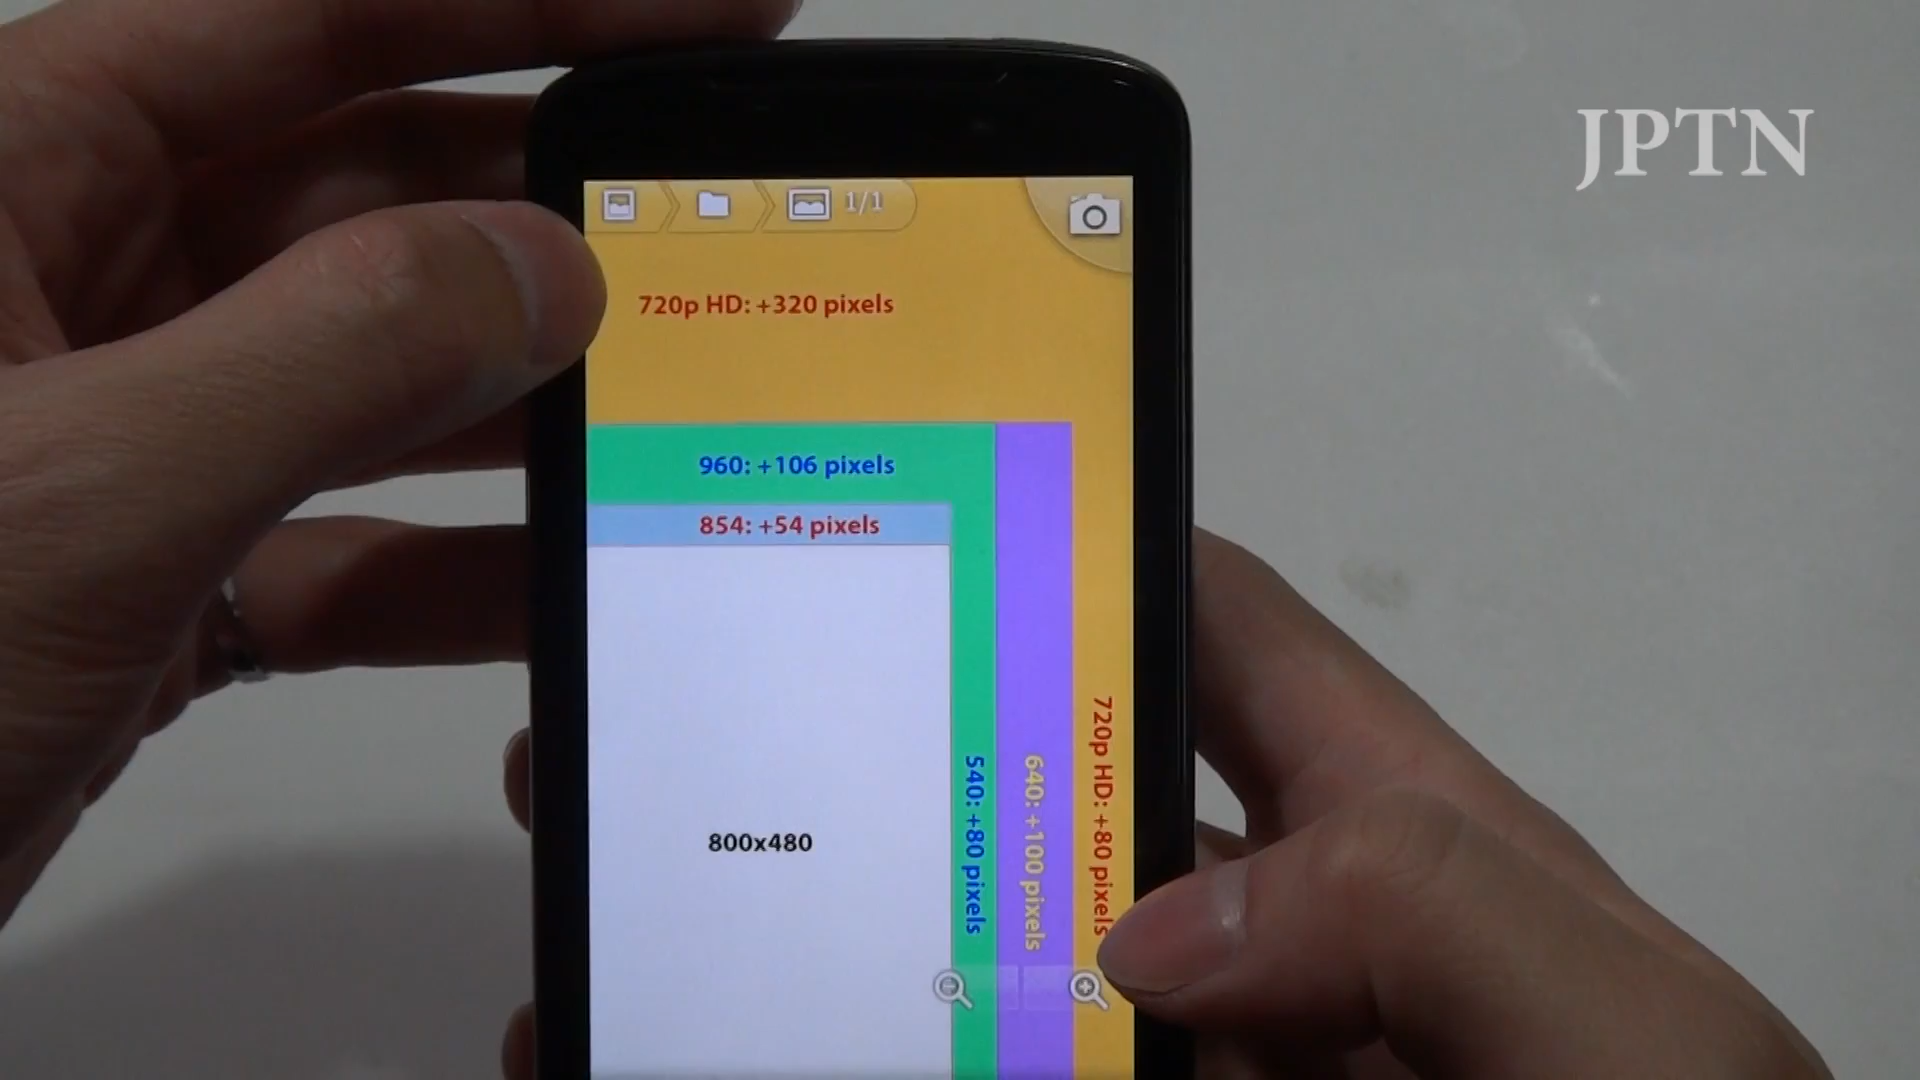 JPTN
1/1
720p HD: +320 pixels
960: +106 pixels
854: +54 pixels
800x480
540: +80 pixels
640: +100 pixels
720p HD: +80 pixels